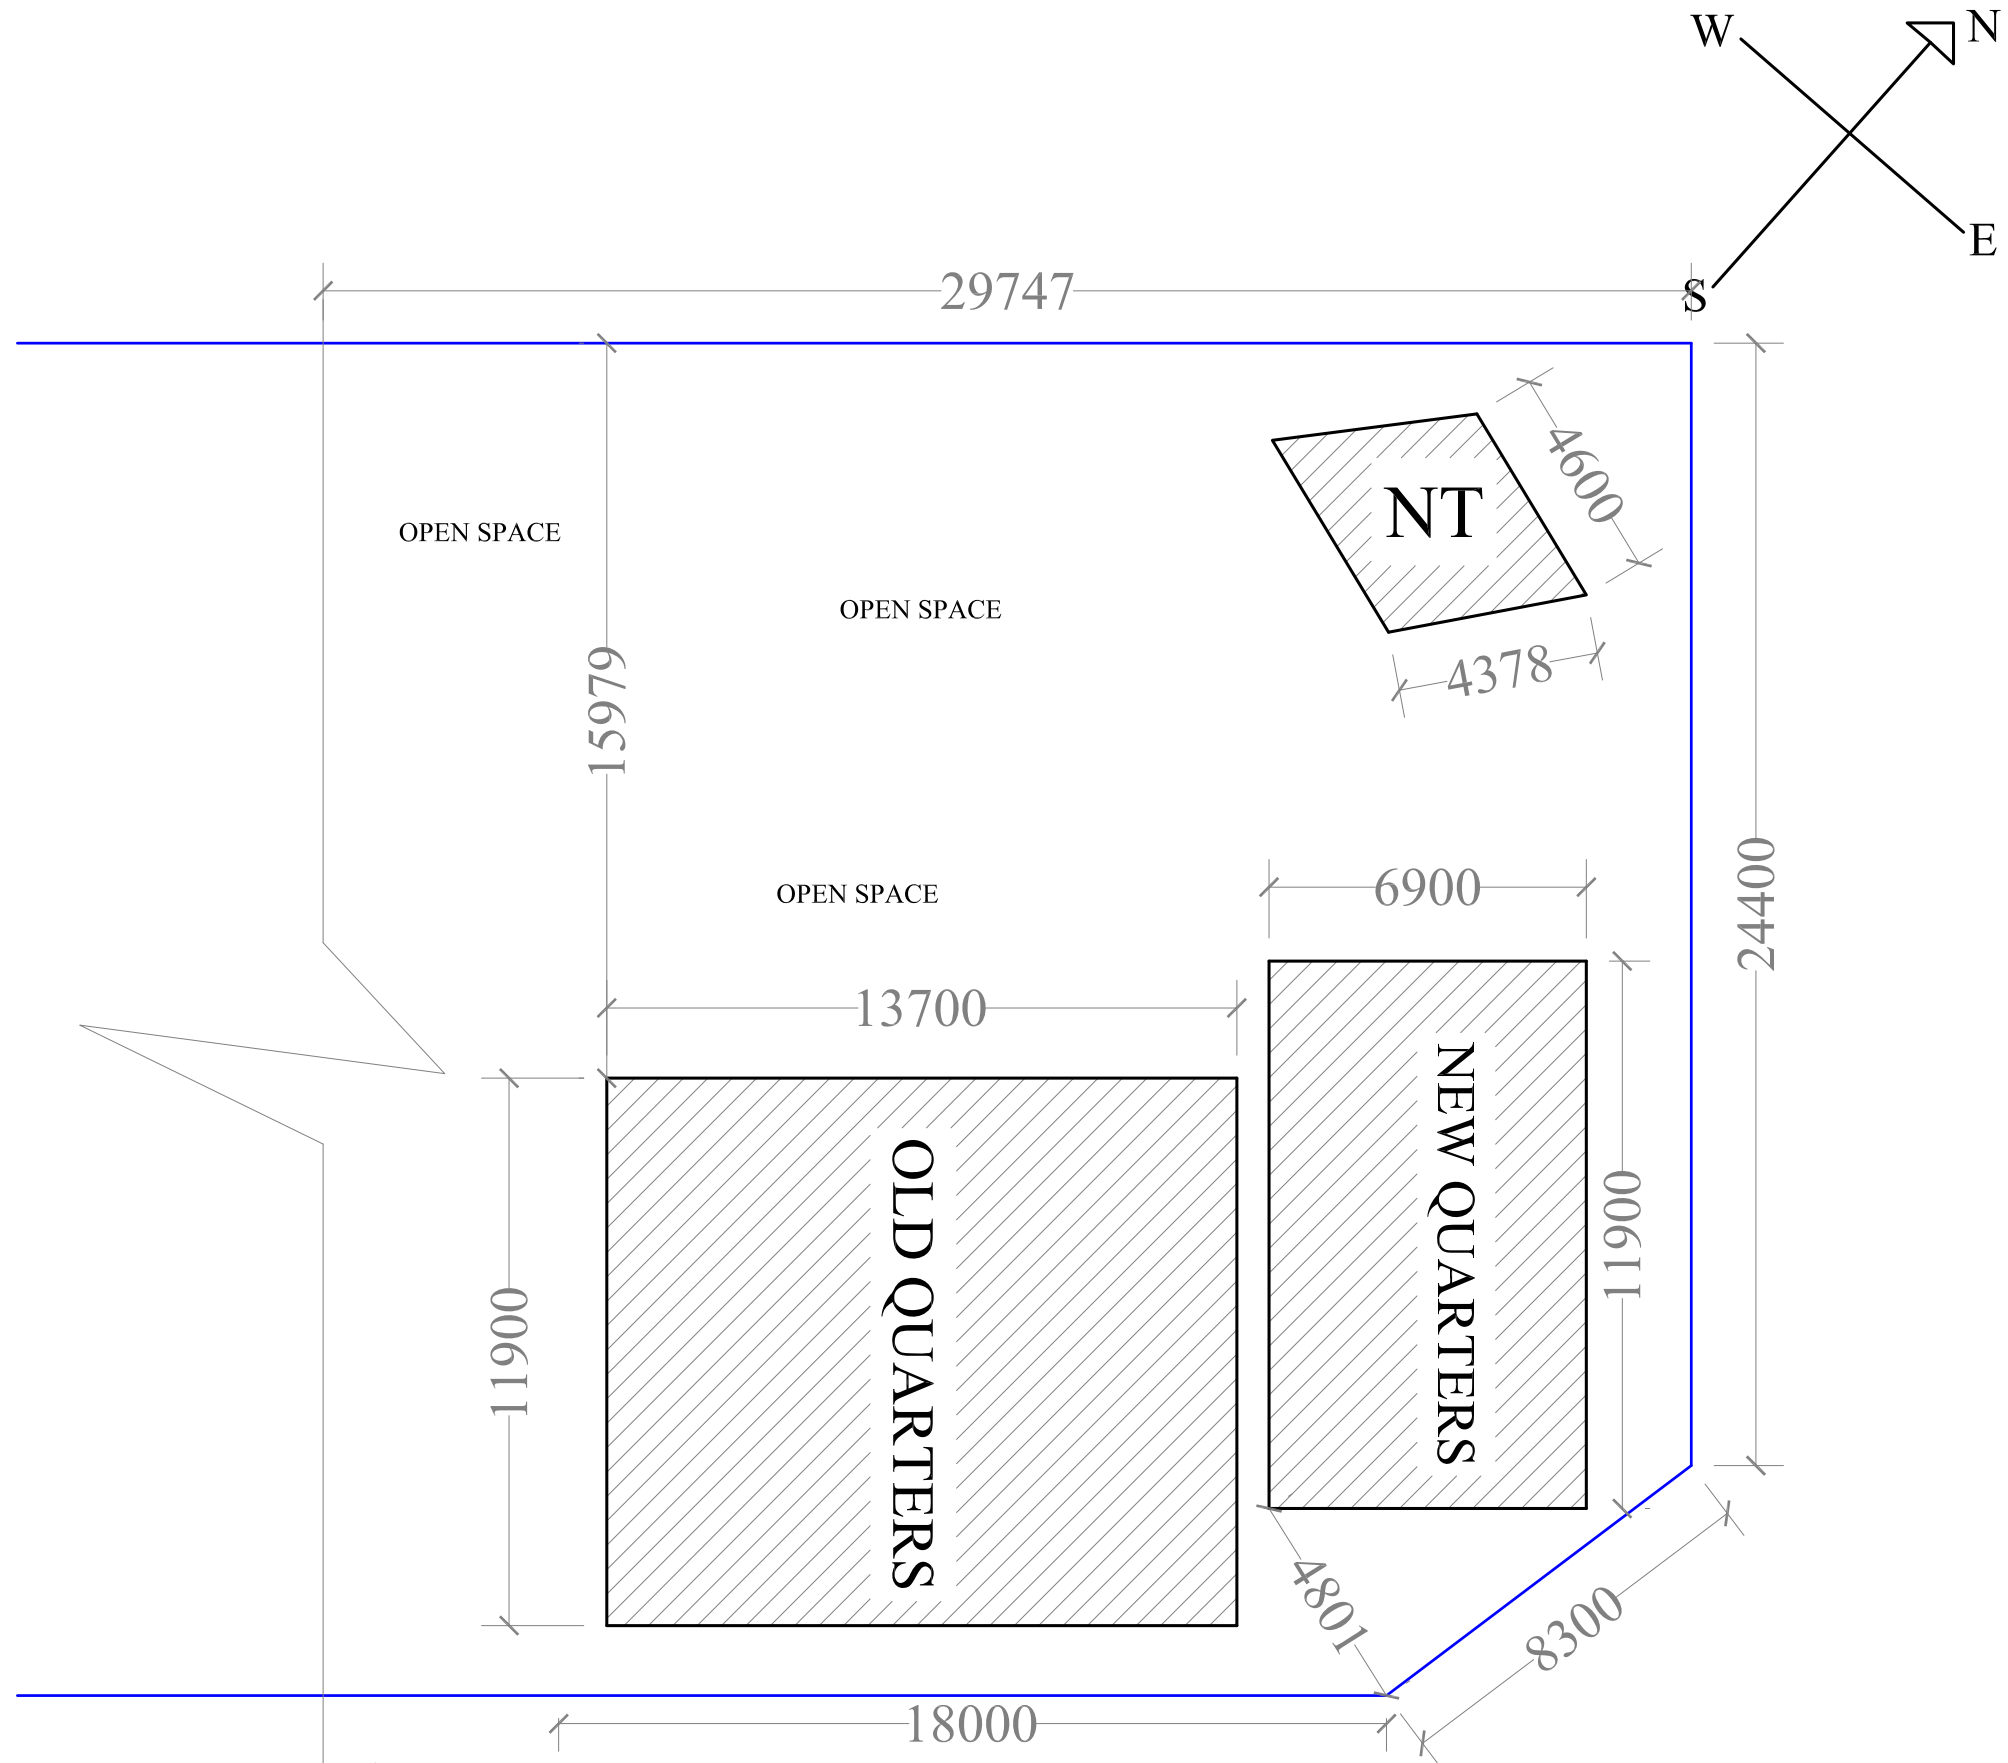 W
N
E
S
29747
4600
NT
OPEN SPACE
OPEN SPACE
15979
4378
24400
6900
OPEN SPACE
13700
NEW QUARTERS
OLD QUARTERS
11900
11900
4801
8300
18000